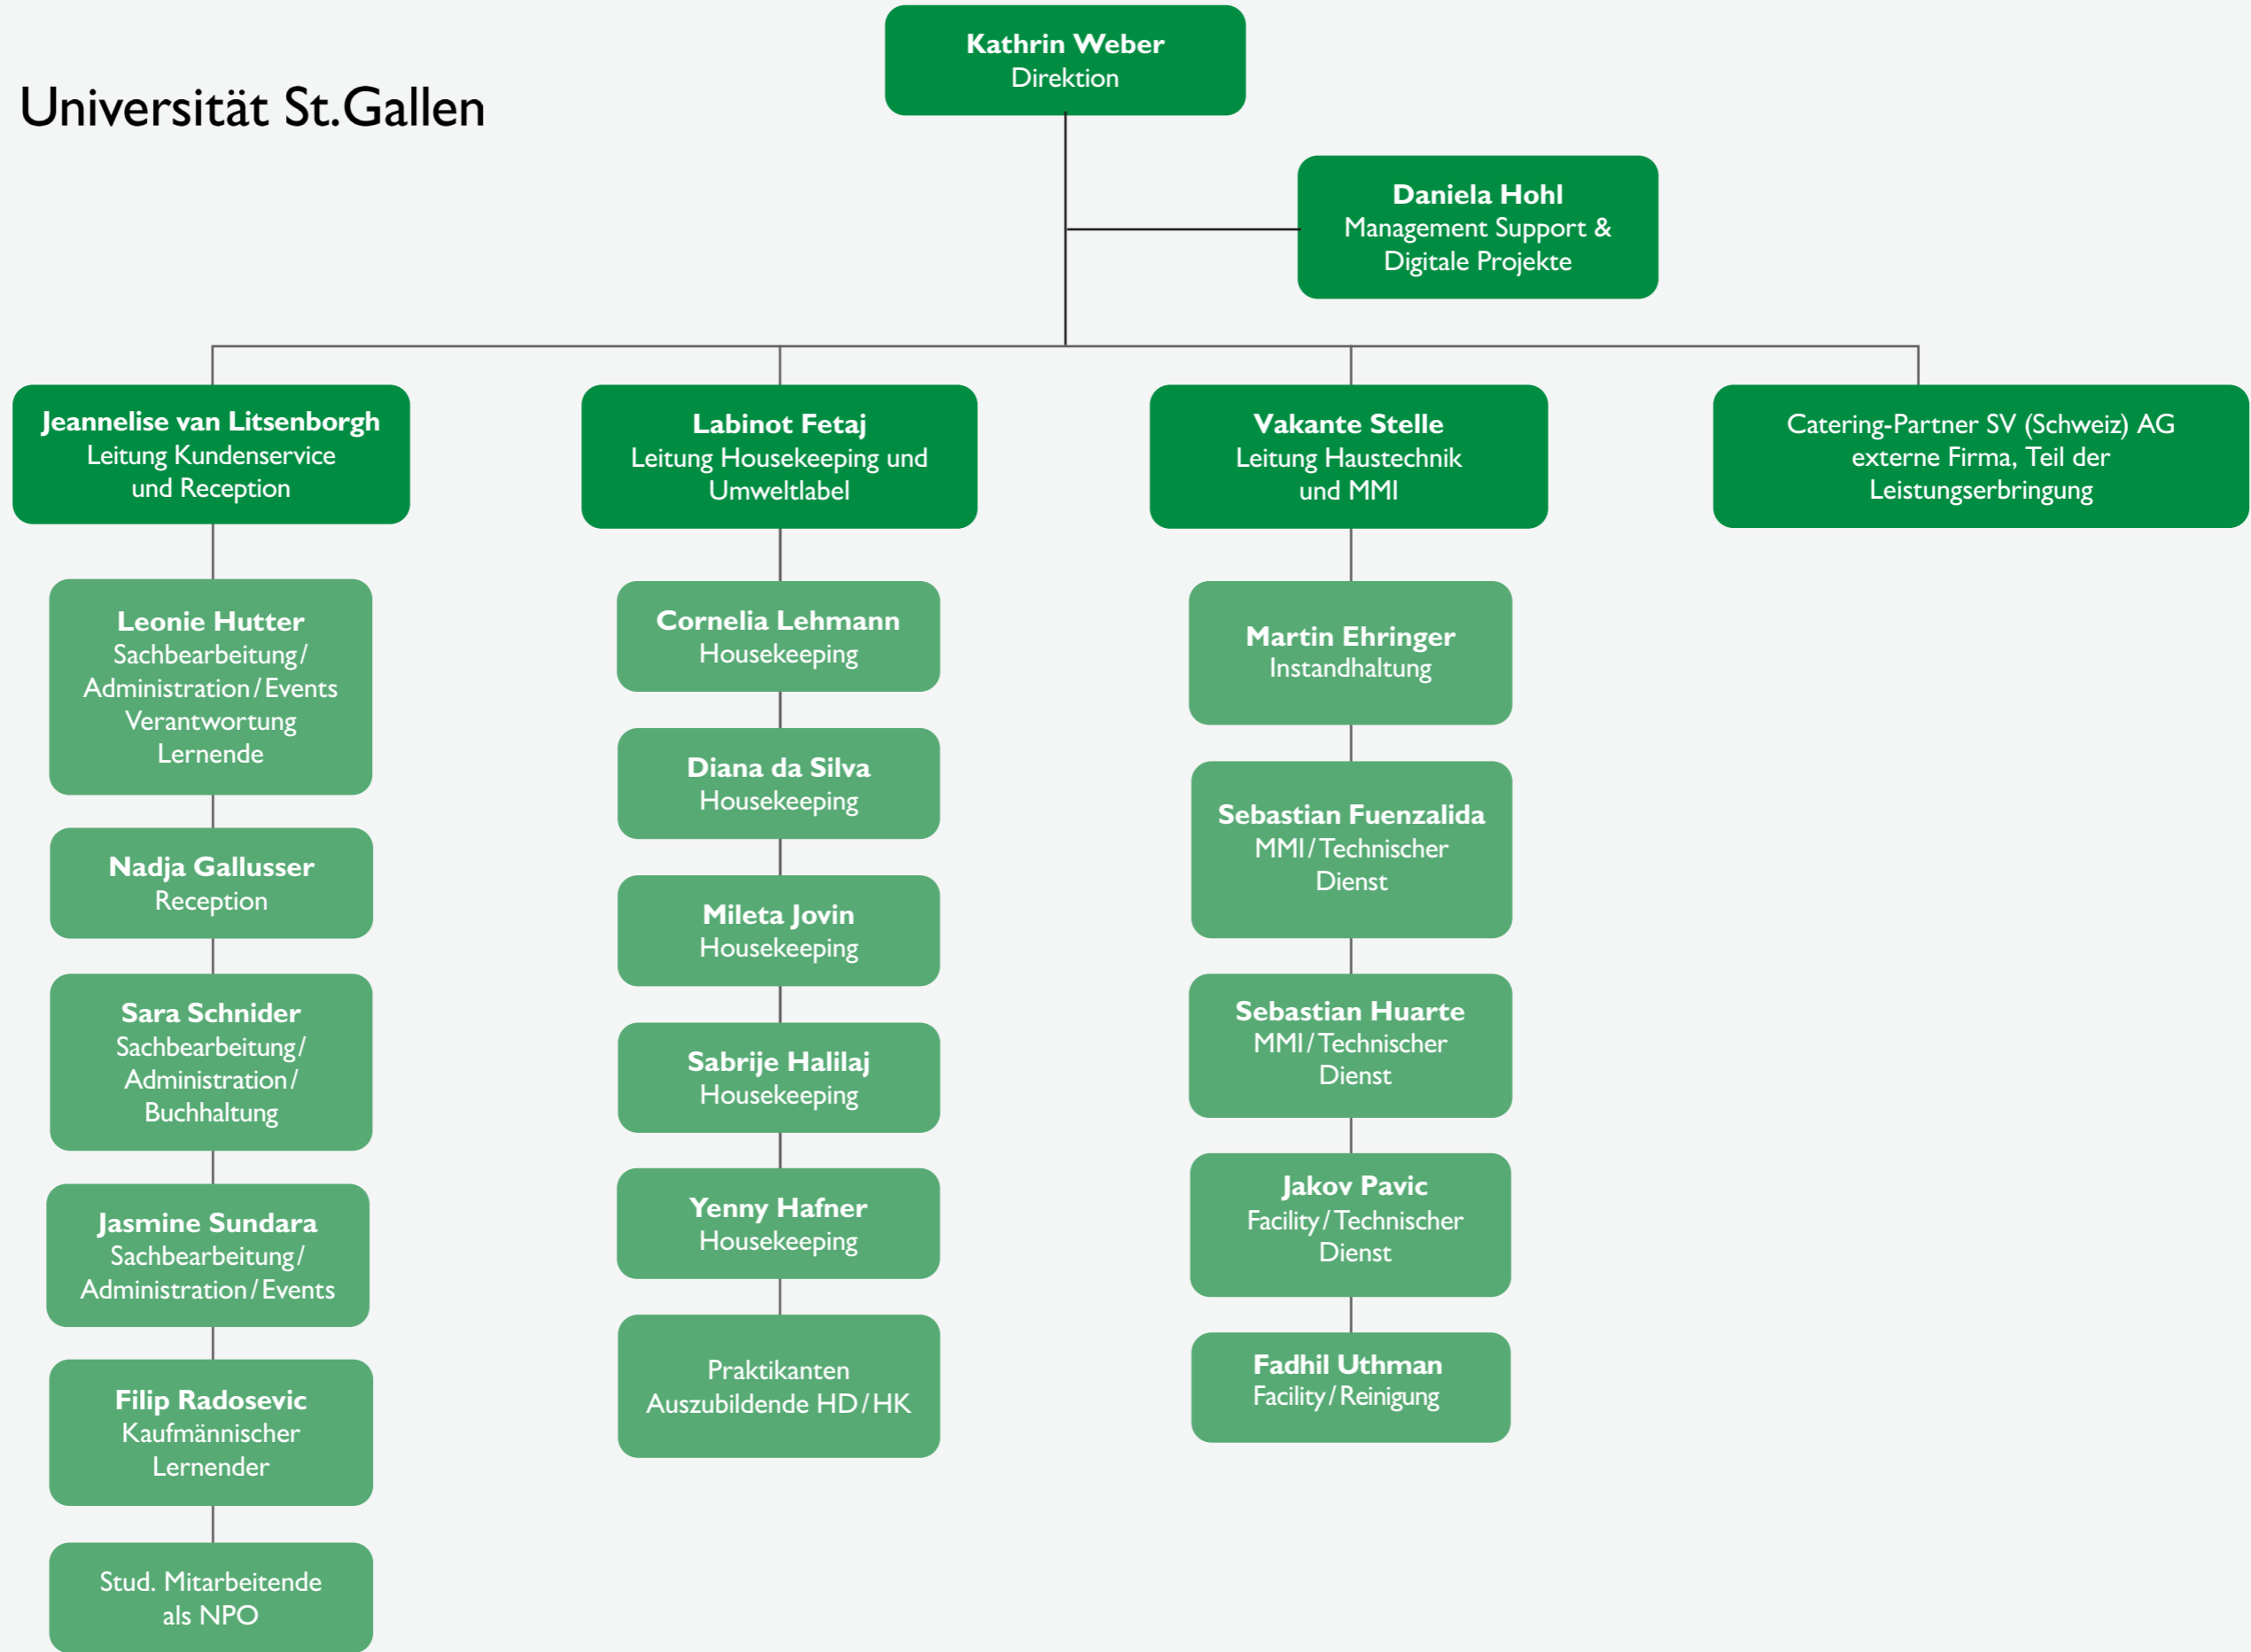 Universität St.Gallen
Kathrin Weber
Direktion
Daniela Hohl
Management Support &
Digitale Projekte
Jeannelise van Litsenborgh
Leitung Kundenservice
und Reception
Leonie Hutter
Sachbearbeitung/
Administration/Events
Verantwortung
Lernende
Nadja Gallusser
Reception
Sara Schnider
Sachbearbeitung/
Administration/
Buchhaltung
Jasmine Sundara
Sachbearbeitung/
Administration/Events
Filip Radosevic
Kaufmännischer
Lernender
Stud. Mitarbeitende
als NPO
Labinot Fetaj
Leitung Housekeeping und
Umweltlabel
Cornelia Lehmann
Housekeeping
Diana da Silva
Housekeeping
Mileta Jovin
Housekeeping
Sabrije Halilaj
Housekeeping
Yenny Hafner
Housekeeping
Praktikanten
Auszubildende HD/HK
Vakante Stelle
Leitung Haustechnik
und MMI
Martin Ehringer
Instandhaltung
Sebastian Fuenzalida
MMI/Technischer
Dienst
Sebastian Huarte
MMI/Technischer
Dienst
Jakov Pavic
Facility/Technischer
Dienst
Fadhil Uthman
Facility/Reinigung
Catering-Partner SV (Schweiz) AG
externe Firma, Teil der
Leistungserbringung